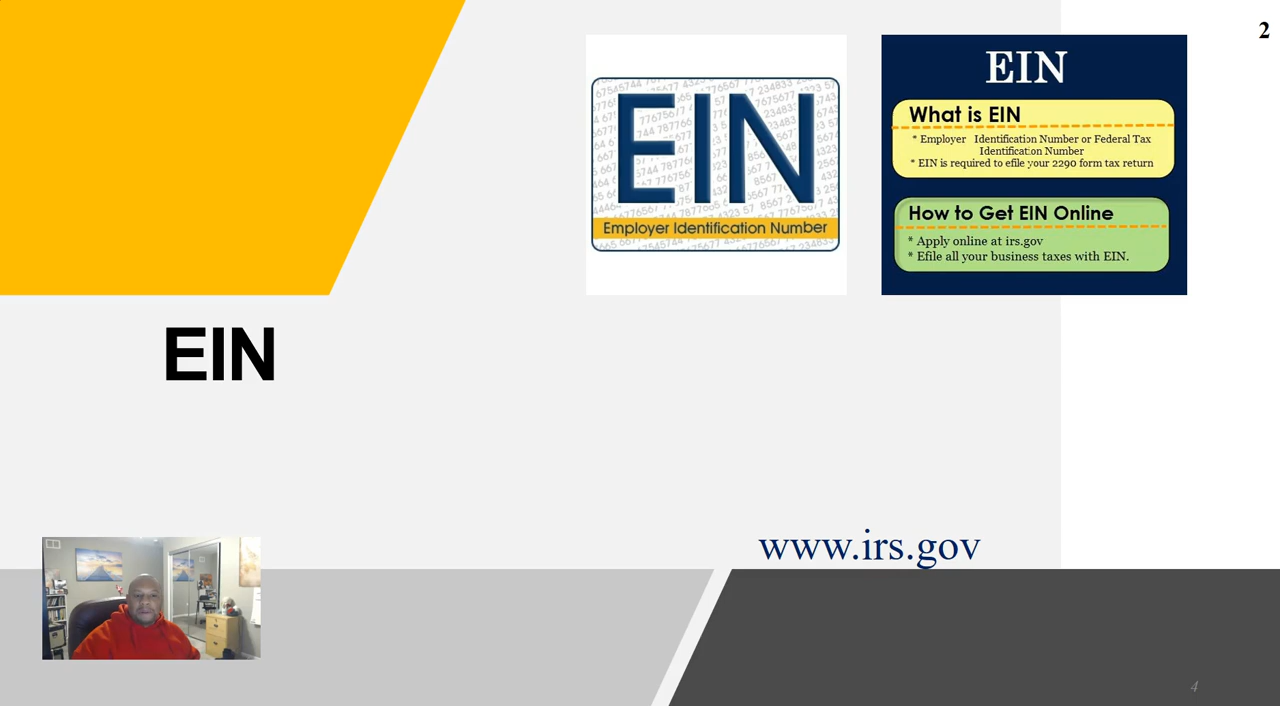 2
EIN
Employer Identification Number
EIN
What is EIN
* Employer Identification Number or Federal Tax
Identification Number
* EIN is required to efile your 2290 form tax return
How to Get EIN Online
* Apply online at irs.gov
* Efile all your business taxes with EIN.
EIN
www.irs.gov
4